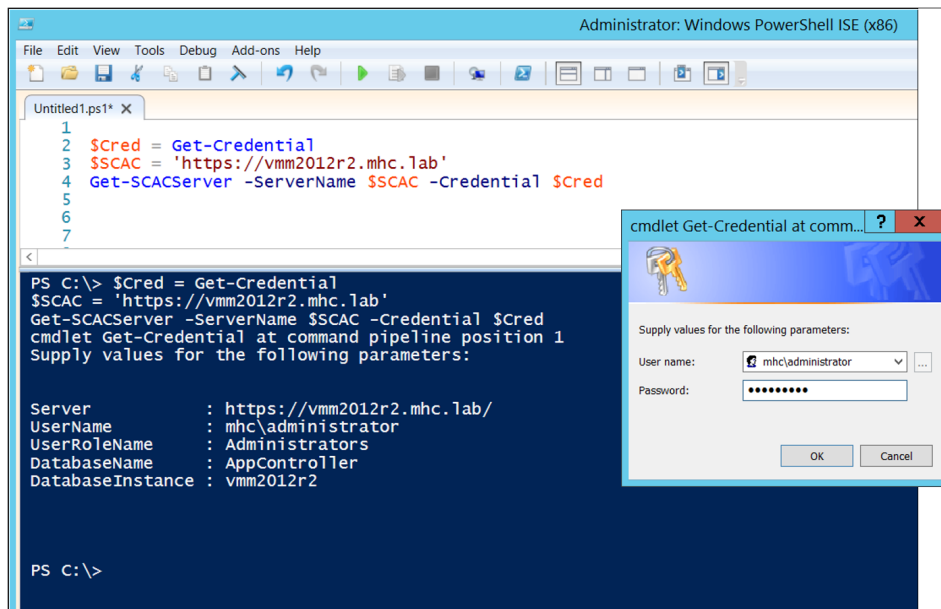 Administrator: Windows PowerShell ISE (x86)
File Edit View Tools Debug Add-ons Help
Untitled1.ps1* X
1
2 $Cred = Get-Credential
3 $SCAC = 'https://vmm2012r2.mhc.lab'
4 Get-SCACServer -ServerName $SCAC -Credential $Cred
5
6
7
PS C:\> $Cred = Get-Credential
$SCAC = 'https://vmm2012r2.mhc.lab'
Get-SCACServer -ServerName $SCAC -Credential $Cred
cmdlet Get-Credential at command pipeline position 1
Supply values for the following parameters:
Server : https://vmm2012r2.mhc.lab/
UserName : mhc\administrator
UserRoleName : Administrators
DatabaseName : AppController
DatabaseInstance : vmm2012r2
PS C:\>
cmdlet Get-Credential at comm... ? X
Supply values for the following parameters:
User name: mhc\administrator ...
Password: •••••••••
OK Cancel